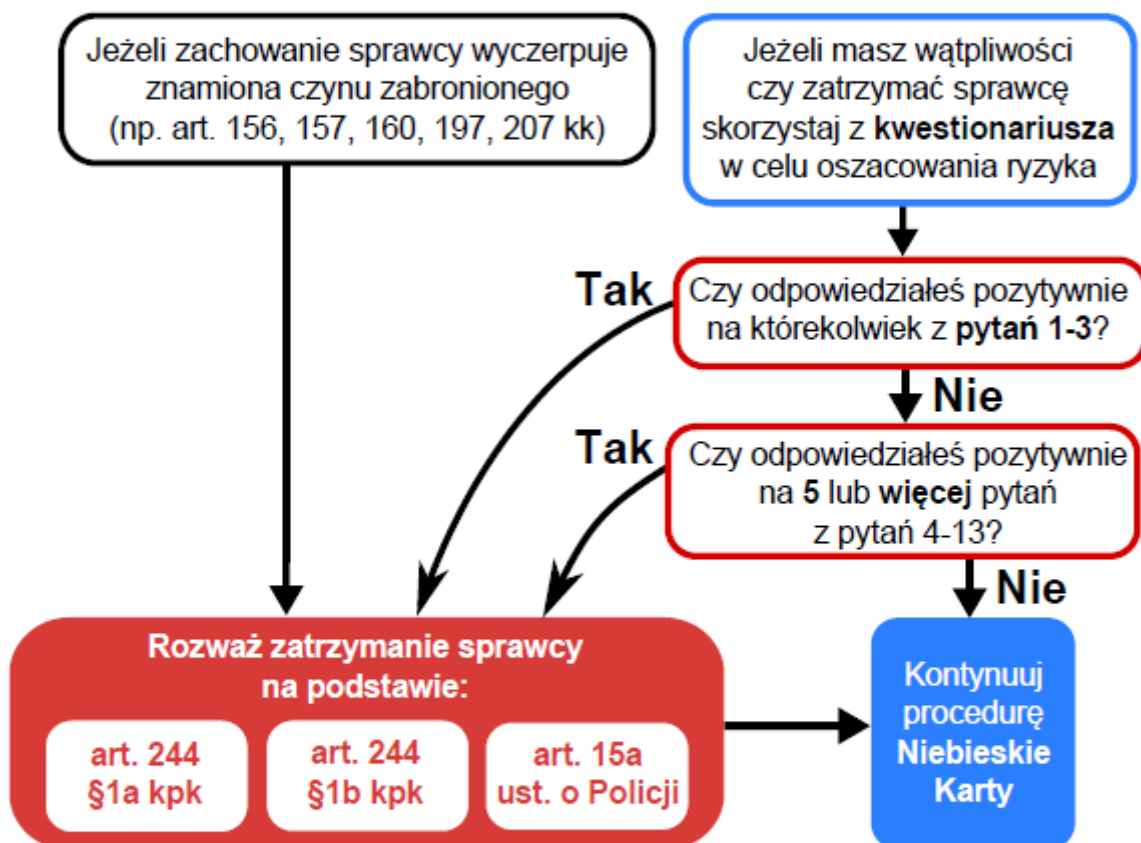 Jeżeli zachowanie sprawcy wyczerpuje
znamiona czynu zabronionego
(np. art. 156, 157, 160, 197, 207 kk)
Jeżeli masz wątpliwości
czy zatrzymać sprawcę
skorzystaj z kwestionariusza
w celu oszacowania ryzyka
Tak
Czy odpowiedziałeś pozytywnie
na którekolwiek z pytań 1-3?
Nie
Tak
Czy odpowiedziałeś pozytywnie
na 5 lub więcej pytań
z pytań 4-13?
Nie
Rozważ zatrzymanie sprawcy
na podstawie:
art. 244
§1a kpk
art. 244
§1b kpk
art. 15a
ust. o Policji
Kontynuuj
procedurę
Niebieskie
Karty